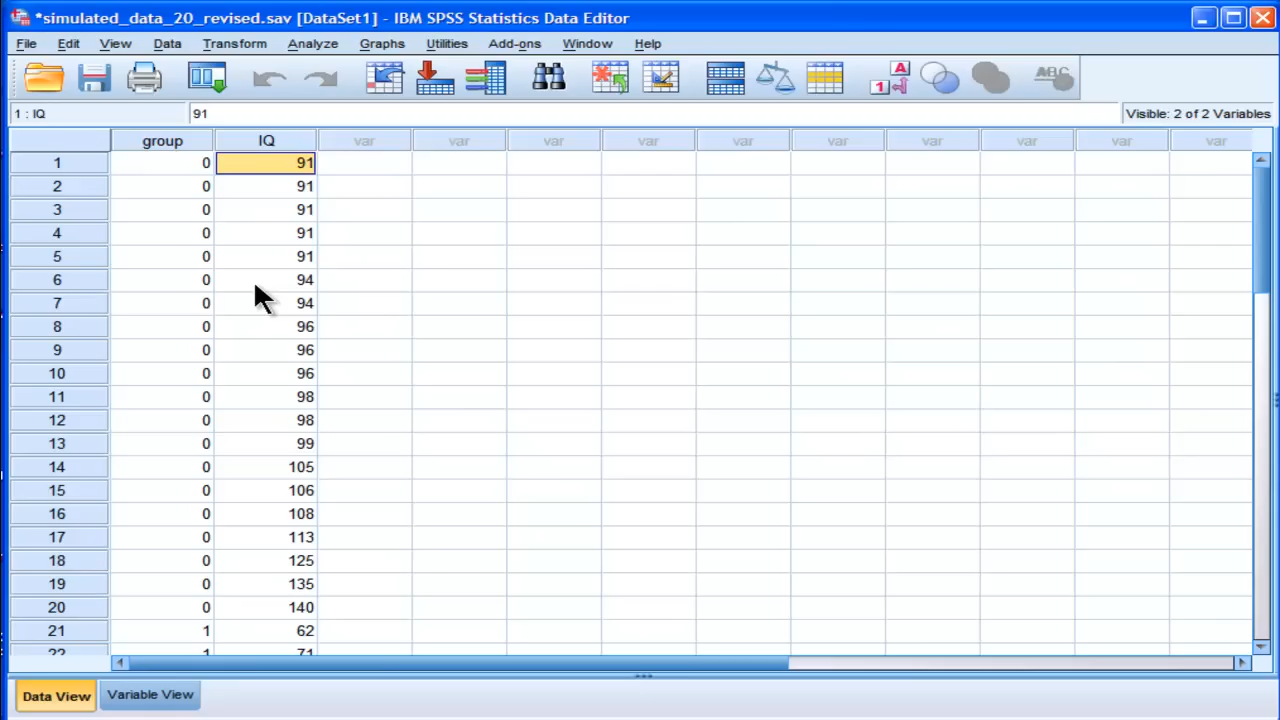 *simulated_data_20_revised.sav [DataSet1] - IBM SPSS Statistics Data Editor
File Edit View Data Transform Analyze Graphs Utilities Add-ons Window Help
1 A ABC
1 : IQ 91 Visible: 2 of 2 Variables
group IQ var var var var var var var var var var
1 0 91
2 0 91
3 0 91
4 0 91
5 0 91
6 0 94
7 0 94
8 0 96
9 0 96
10 0 96
11 0 98
12 0 98
13 0 99
14 0 105
15 0 106
16 0 108
17 0 113
18 0 125
19 0 135
20 0 140
21 1 62
22 1 71
Data View Variable View